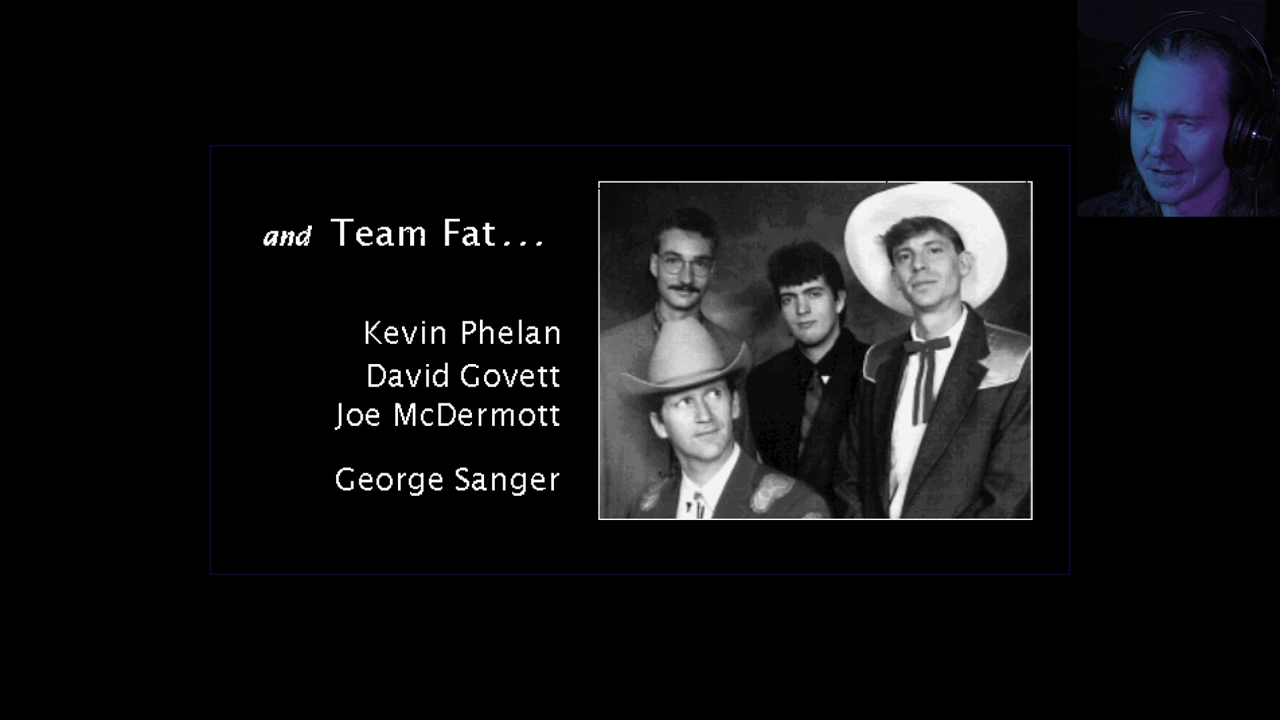 and Team Fat...
Kevin Phelan
David Govett
Joe McDermott
George Sanger